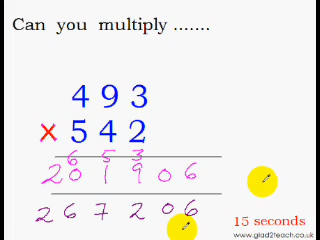 Can you multiply .......
493
× 542
6 5 3
201906
267206
15 seconds
www.glad2teach.co.uk